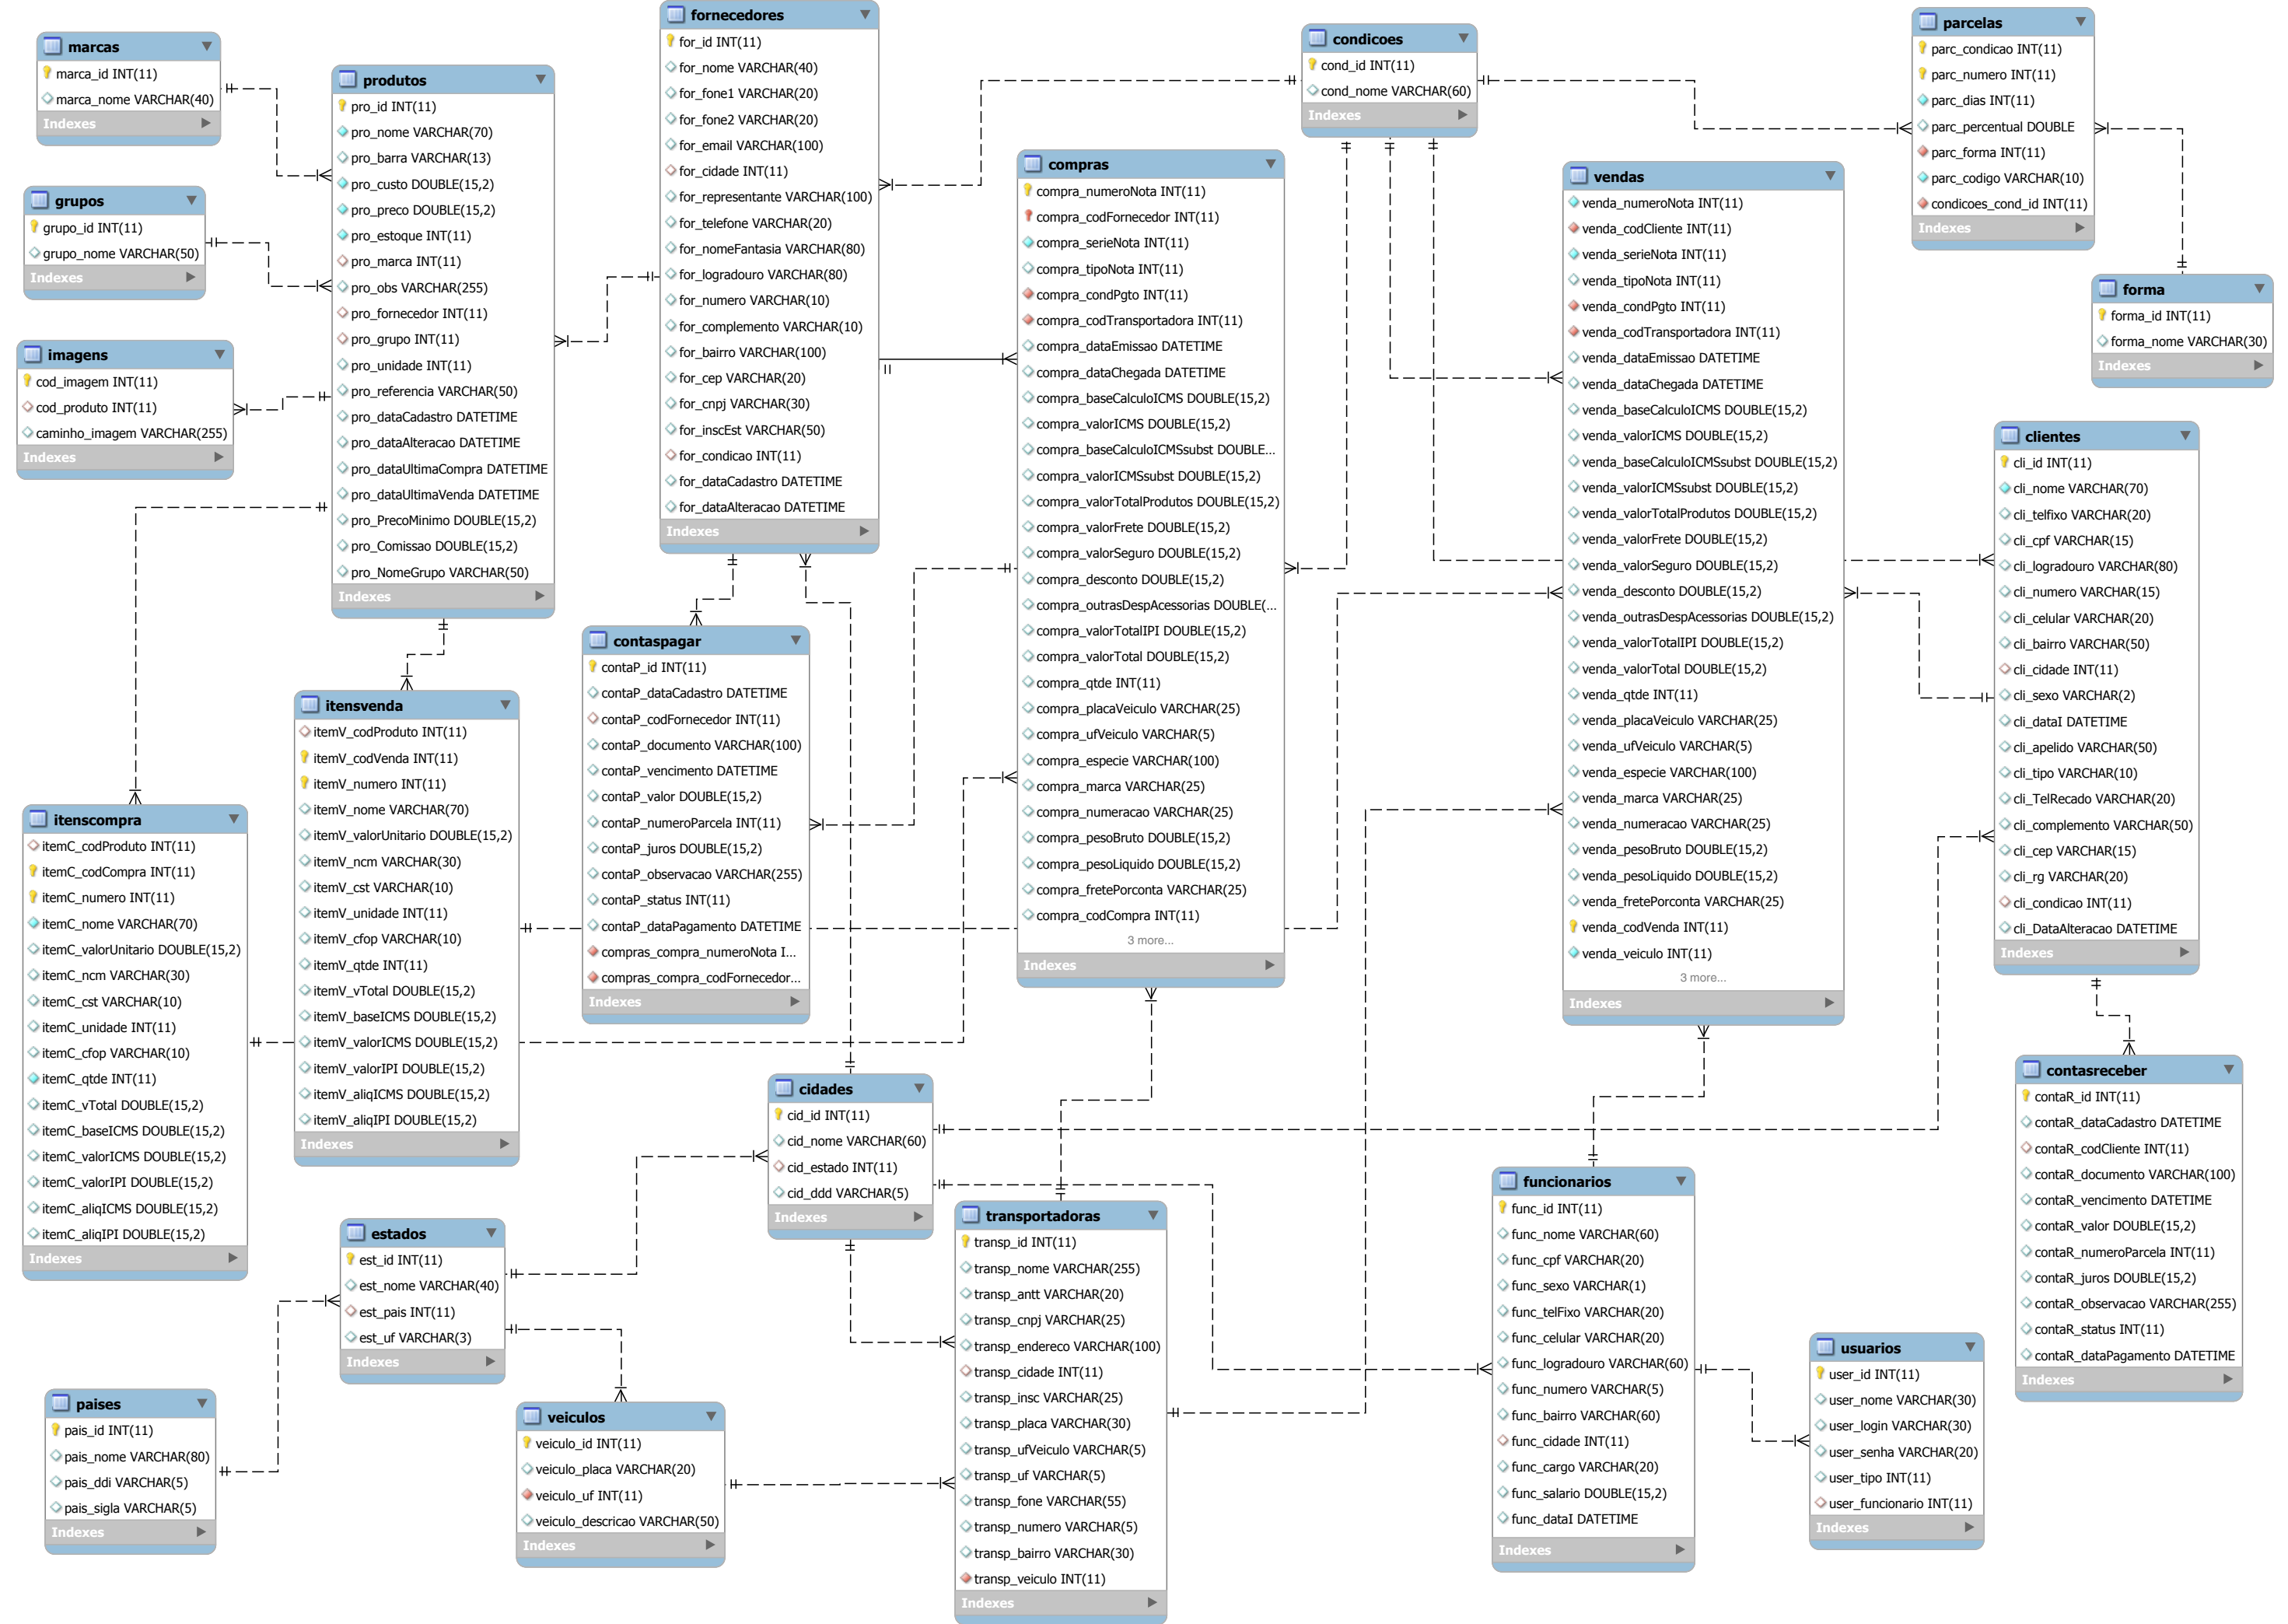 marcas
marca_id INT(11)
marca_nome VARCHAR(40)
Indexes
grupos
grupo_id INT(11)
grupo_nome VARCHAR(50)
Indexes
imagens
cod_imagem INT(11)
cod_produto INT(11)
caminho_imagem VARCHAR(255)
Indexes
produtos
pro_id INT(11)
pro_nome VARCHAR(70)
pro_barra VARCHAR(13)
pro_custo DOUBLE(15,2)
pro_preco DOUBLE(15,2)
pro_estoque INT(11)
pro_marca INT(11)
pro_obs VARCHAR(255)
pro_fornecedor INT(11)
pro_grupo INT(11)
pro_unidade INT(11)
pro_referencia VARCHAR(50)
pro_dataCadastro DATETIME
pro_dataAlteracao DATETIME
pro_dataUltimaCompra DATETIME
pro_dataUltimaVenda DATETIME
pro_PrecoMinimo DOUBLE(15,2)
pro_Comissao DOUBLE(15,2)
pro_NomeGrupo VARCHAR(50)
Indexes
fornecedores
for_id INT(11)
for_nome VARCHAR(40)
for_fone1 VARCHAR(20)
for_fone2 VARCHAR(20)
for_email VARCHAR(100)
for_cidade INT(11)
for_representante VARCHAR(100)
for_telefone VARCHAR(20)
for_nomeFantasia VARCHAR(80)
for_logradouro VARCHAR(80)
for_numero VARCHAR(10)
for_complemento VARCHAR(10)
for_bairro VARCHAR(100)
for_cep VARCHAR(20)
for_cnpj VARCHAR(30)
for_inscEst VARCHAR(50)
for_condicao INT(11)
for_dataCadastro DATETIME
for_dataAlteracao DATETIME
Indexes
condicoes
cond_id INT(11)
cond_nome VARCHAR(60)
Indexes
parcelas
parc_condicao INT(11)
parc_numero INT(11)
parc_dias INT(11)
parc_percentual DOUBLE
parc_forma INT(11)
parc_codigo VARCHAR(10)
condicoes_cond_id INT(11)
Indexes
forma
forma_id INT(11)
forma_nome VARCHAR(30)
Indexes
compras
compra_numeroNota INT(11)
compra_codFornecedor INT(11)
compra_serieNota INT(11)
compra_tipoNota INT(11)
compra_condPgto INT(11)
compra_codTransportadora INT(11)
compra_dataEmissao DATETIME
compra_dataChegada DATETIME
compra_baseCalculoICMS DOUBLE(15,2)
compra_valorICMS DOUBLE(15,2)
compra_baseCalculoICMSsubst DOUBLE...
compra_valorICMSsubst DOUBLE(15,2)
compra_valorTotalProdutos DOUBLE(15,2)
compra_valorFrete DOUBLE(15,2)
compra_valorSeguro DOUBLE(15,2)
compra_desconto DOUBLE(15,2)
compra_outrasDespAcessorias DOUBLE(...
compra_valorTotalIPI DOUBLE(15,2)
compra_valorTotal DOUBLE(15,2)
compra_qtde INT(11)
compra_placaVeiculo VARCHAR(25)
compra_ufVeiculo VARCHAR(5)
compra_especie VARCHAR(100)
compra_marca VARCHAR(25)
compra_numeracao VARCHAR(25)
compra_pesoBruto DOUBLE(15,2)
compra_pesoLiquido DOUBLE(15,2)
compra_fretePorconta VARCHAR(25)
compra_codCompra INT(11)
3 more...
Indexes
vendas
venda_numeroNota INT(11)
venda_codCliente INT(11)
venda_serieNota INT(11)
venda_tipoNota INT(11)
venda_condPgto INT(11)
venda_codTransportadora INT(11)
venda_dataEmissao DATETIME
venda_dataChegada DATETIME
venda_baseCalculoICMS DOUBLE(15,2)
venda_valorICMS DOUBLE(15,2)
venda_baseCalculoICMSsubst DOUBLE(15,2)
venda_valorICMSsubst DOUBLE(15,2)
venda_valorTotalProdutos DOUBLE(15,2)
venda_valorFrete DOUBLE(15,2)
venda_valorSeguro DOUBLE(15,2)
venda_desconto DOUBLE(15,2)
venda_outrasDespAcessorias DOUBLE(15,2)
venda_valorTotalIPI DOUBLE(15,2)
venda_valorTotal DOUBLE(15,2)
venda_qtde INT(11)
venda_placaVeiculo VARCHAR(25)
venda_ufVeiculo VARCHAR(5)
venda_especie VARCHAR(100)
venda_marca VARCHAR(25)
venda_numeracao VARCHAR(25)
venda_pesoBruto DOUBLE(15,2)
venda_pesoLiquido DOUBLE(15,2)
venda_fretePorconta VARCHAR(25)
venda_codVenda INT(11)
venda_veiculo INT(11)
3 more...
Indexes
clientes
cli_id INT(11)
cli_nome VARCHAR(70)
cli_telfixo VARCHAR(20)
cli_cpf VARCHAR(15)
cli_logradouro VARCHAR(80)
cli_numero VARCHAR(15)
cli_celular VARCHAR(20)
cli_bairro VARCHAR(50)
cli_cidade INT(11)
cli_sexo VARCHAR(2)
cli_dataI DATETIME
cli_apelido VARCHAR(50)
cli_tipo VARCHAR(10)
cli_TelRecado VARCHAR(20)
cli_complemento VARCHAR(50)
cli_cep VARCHAR(15)
cli_rg VARCHAR(20)
cli_condicao INT(11)
cli_DataAlteracao DATETIME
Indexes
contaspagar
contaP_id INT(11)
contaP_dataCadastro DATETIME
contaP_codFornecedor INT(11)
contaP_documento VARCHAR(100)
contaP_vencimento DATETIME
contaP_valor DOUBLE(15,2)
contaP_numeroParcela INT(11)
contaP_juros DOUBLE(15,2)
contaP_observacao VARCHAR(255)
contaP_status INT(11)
contaP_dataPagamento DATETIME
compras_compra_numeroNota I...
compras_compra_codFornecedor...
Indexes
itensvenda
itemV_codProduto INT(11)
itemV_codVenda INT(11)
itemV_numero INT(11)
itemV_nome VARCHAR(70)
itemV_valorUnitario DOUBLE(15,2)
itemV_ncm VARCHAR(30)
itemV_cst VARCHAR(10)
itemV_unidade INT(11)
itemV_cfop VARCHAR(10)
itemV_qtde INT(11)
itemV_vTotal DOUBLE(15,2)
itemV_baseICMS DOUBLE(15,2)
itemV_valorICMS DOUBLE(15,2)
itemV_valorIPI DOUBLE(15,2)
itemV_aliqICMS DOUBLE(15,2)
itemV_aliqIPI DOUBLE(15,2)
Indexes
itenscompra
itemC_codProduto INT(11)
itemC_codCompra INT(11)
itemC_numero INT(11)
itemC_nome VARCHAR(70)
itemC_valorUnitario DOUBLE(15,2)
itemC_ncm VARCHAR(30)
itemC_cst VARCHAR(10)
itemC_unidade INT(11)
itemC_cfop VARCHAR(10)
itemC_qtde INT(11)
itemC_vTotal DOUBLE(15,2)
itemC_baseICMS DOUBLE(15,2)
itemC_valorICMS DOUBLE(15,2)
itemC_valorIPI DOUBLE(15,2)
itemC_aliqICMS DOUBLE(15,2)
itemC_aliqIPI DOUBLE(15,2)
Indexes
cidades
cid_id INT(11)
cid_nome VARCHAR(60)
cid_estado INT(11)
cid_ddd VARCHAR(5)
Indexes
estados
est_id INT(11)
est_nome VARCHAR(40)
est_pais INT(11)
est_uf VARCHAR(3)
Indexes
paises
pais_id INT(11)
pais_nome VARCHAR(80)
pais_ddi VARCHAR(5)
pais_sigla VARCHAR(5)
Indexes
veiculos
veiculo_id INT(11)
veiculo_placa VARCHAR(20)
veiculo_uf INT(11)
veiculo_descricao VARCHAR(50)
Indexes
transportadoras
transp_id INT(11)
transp_nome VARCHAR(255)
transp_antt VARCHAR(20)
transp_cnpj VARCHAR(25)
transp_endereco VARCHAR(100)
transp_cidade INT(11)
transp_insc VARCHAR(25)
transp_placa VARCHAR(30)
transp_ufVeiculo VARCHAR(5)
transp_uf VARCHAR(5)
transp_fone VARCHAR(55)
transp_numero VARCHAR(5)
transp_bairro VARCHAR(30)
transp_veiculo INT(11)
Indexes
funcionarios
func_id INT(11)
func_nome VARCHAR(60)
func_cpf VARCHAR(20)
func_sexo VARCHAR(1)
func_telFixo VARCHAR(20)
func_celular VARCHAR(20)
func_logradouro VARCHAR(60)
func_numero VARCHAR(5)
func_bairro VARCHAR(60)
func_cidade INT(11)
func_cargo VARCHAR(20)
func_salario DOUBLE(15,2)
func_dataI DATETIME
Indexes
usuarios
user_id INT(11)
user_nome VARCHAR(30)
user_login VARCHAR(30)
user_senha VARCHAR(20)
user_tipo INT(11)
user_funcionario INT(11)
Indexes
contasreceber
contaR_id INT(11)
contaR_dataCadastro DATETIME
contaR_codCliente INT(11)
contaR_documento VARCHAR(100)
contaR_vencimento DATETIME
contaR_valor DOUBLE(15,2)
contaR_numeroParcela INT(11)
contaR_juros DOUBLE(15,2)
contaR_observacao VARCHAR(255)
contaR_status INT(11)
contaR_dataPagamento DATETIME
Indexes